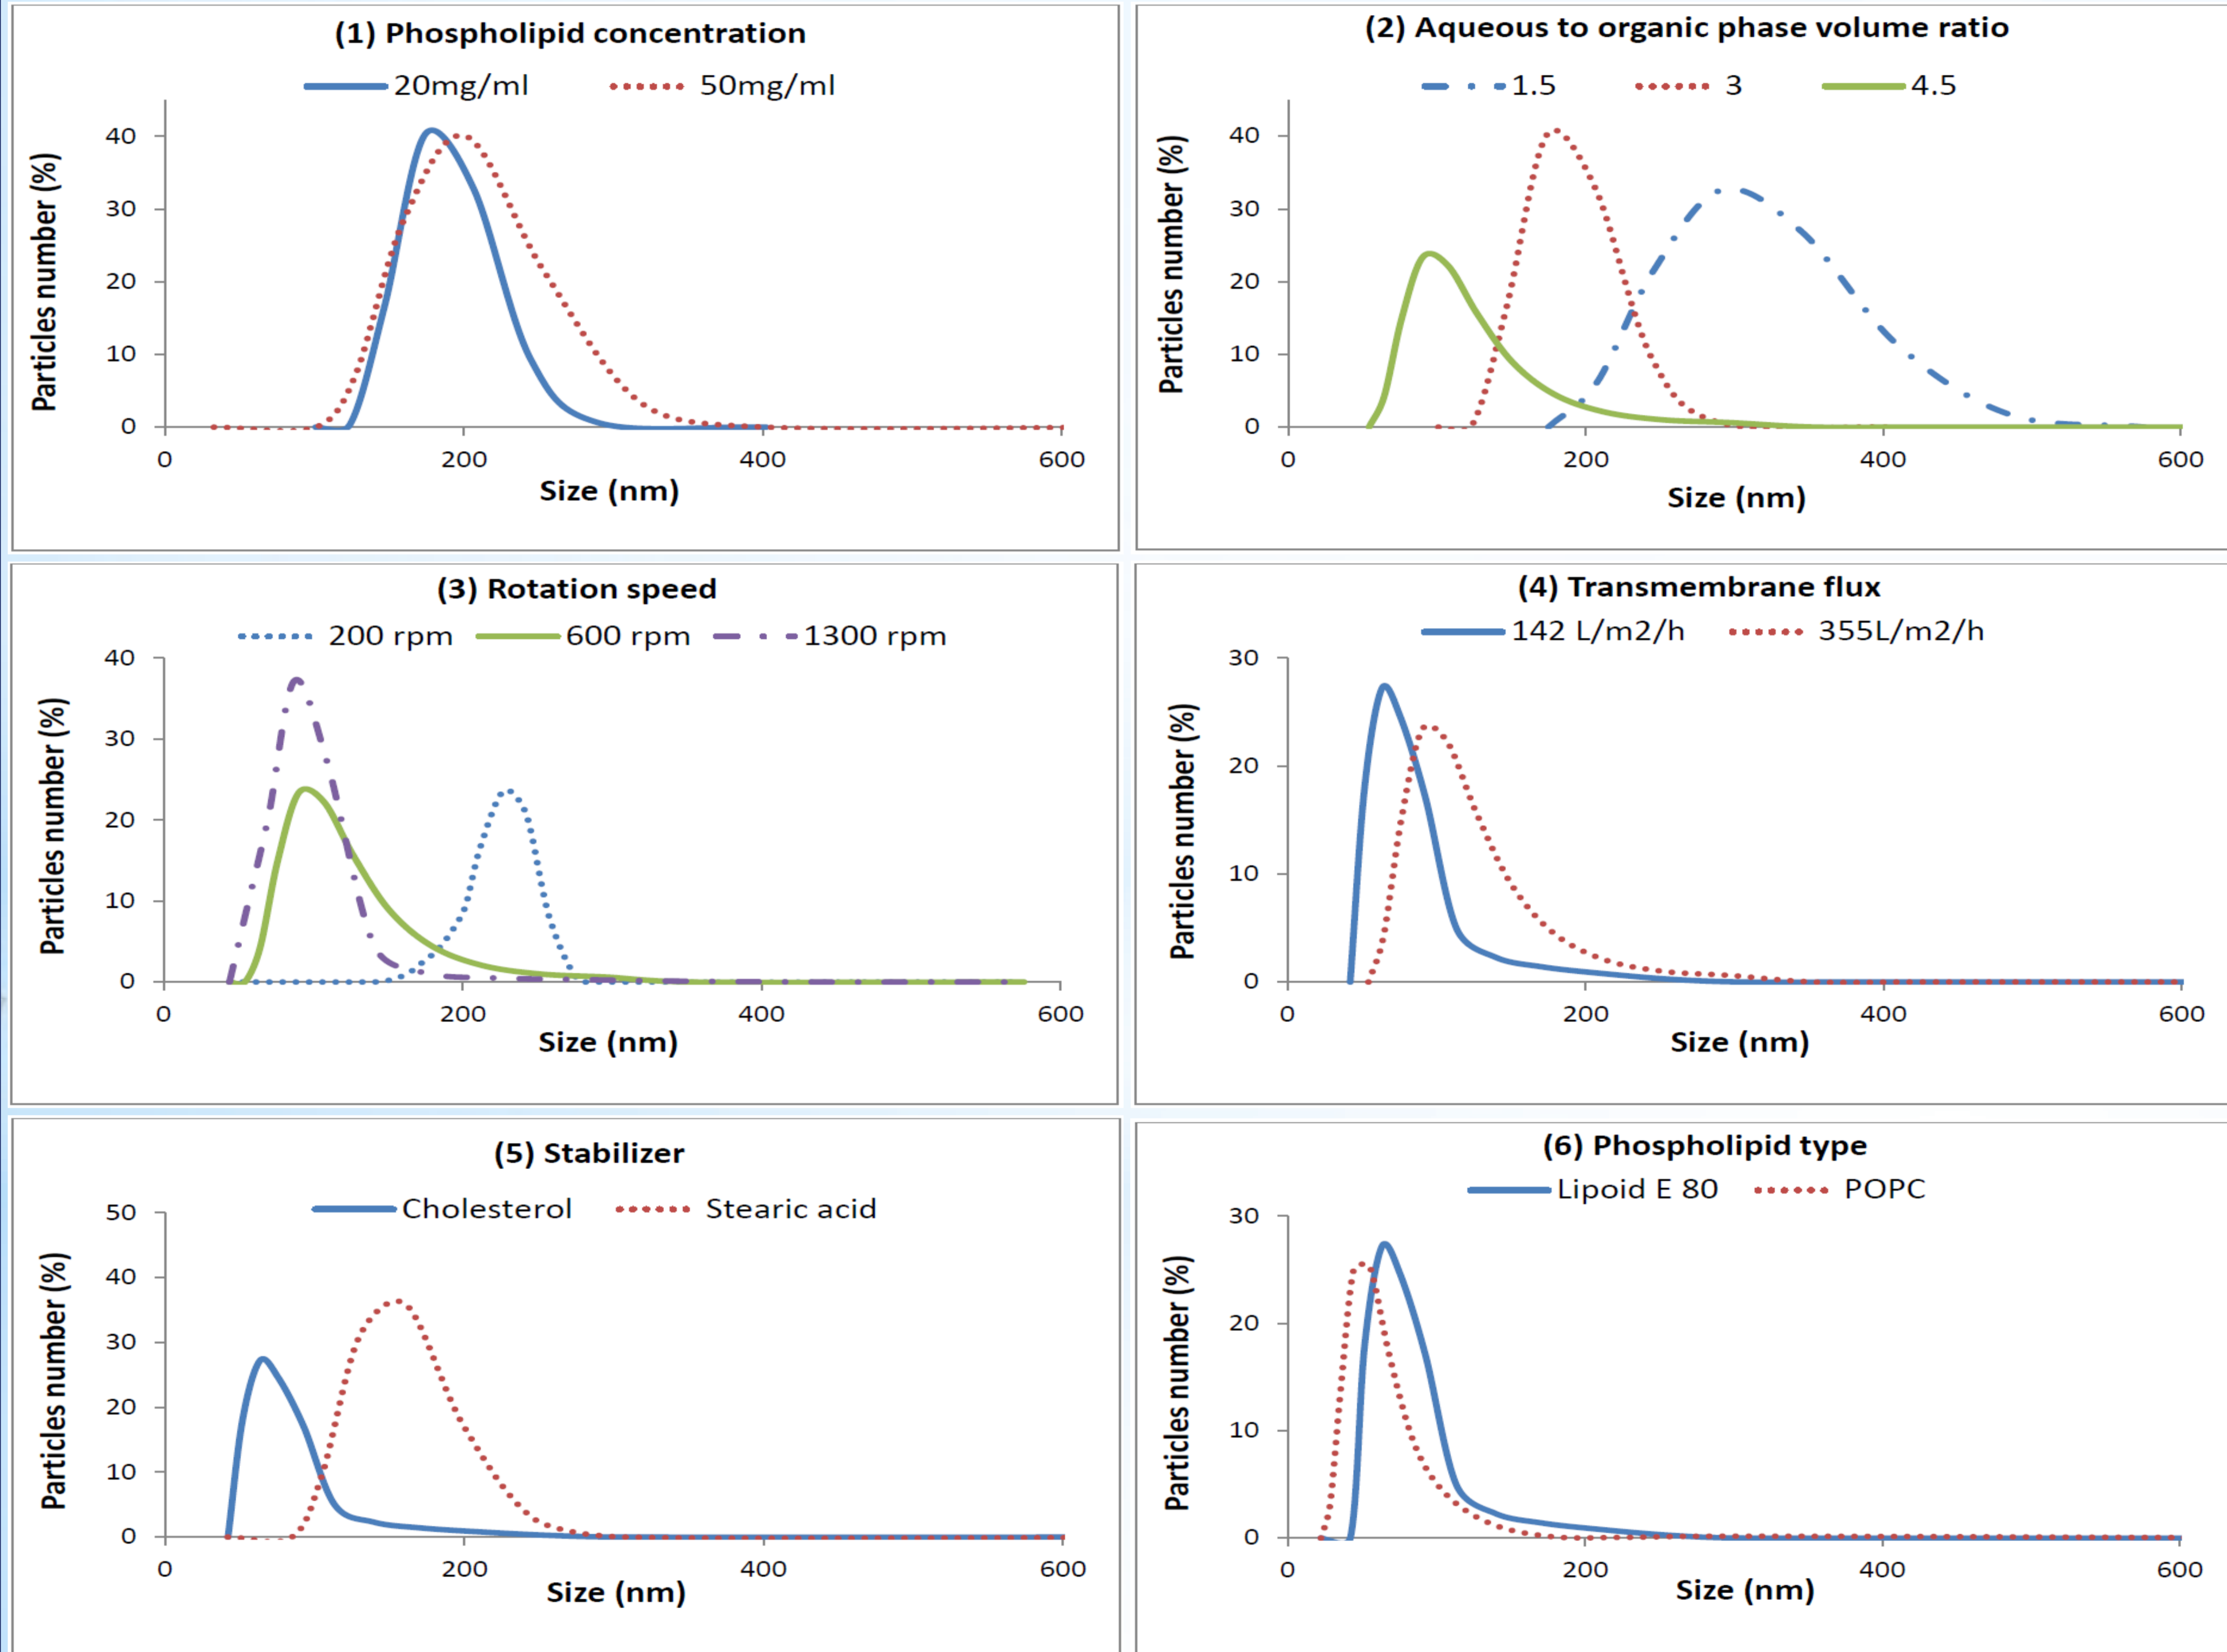 (1) Phospholipid concentration
20mg/ml 50mg/ml
Particles number (%)
40
30
20
10
0
0 200 400 600
Size (nm)
(2) Aqueous to organic phase volume ratio
1.5 3 4.5
Particles number (%)
40
30
20
10
0
0 200 400 600
Size (nm)
(3) Rotation speed
200 rpm 600 rpm 1300 rpm
Particles number (%)
40
30
20
10
0
0 200 400 600
Size (nm)
(4) Transmembrane flux
142 L/m2/h 355L/m2/h
Particles number (%)
30
20
10
0
0 200 400 600
Size (nm)
(5) Stabilizer
Cholesterol Stearic acid
Particles number (%)
50
40
30
20
10
0
0 200 400 600
Size (nm)
(6) Phospholipid type
Lipoid E 80 POPC
Particles number (%)
30
20
10
0
0 200 400 600
Size (nm)